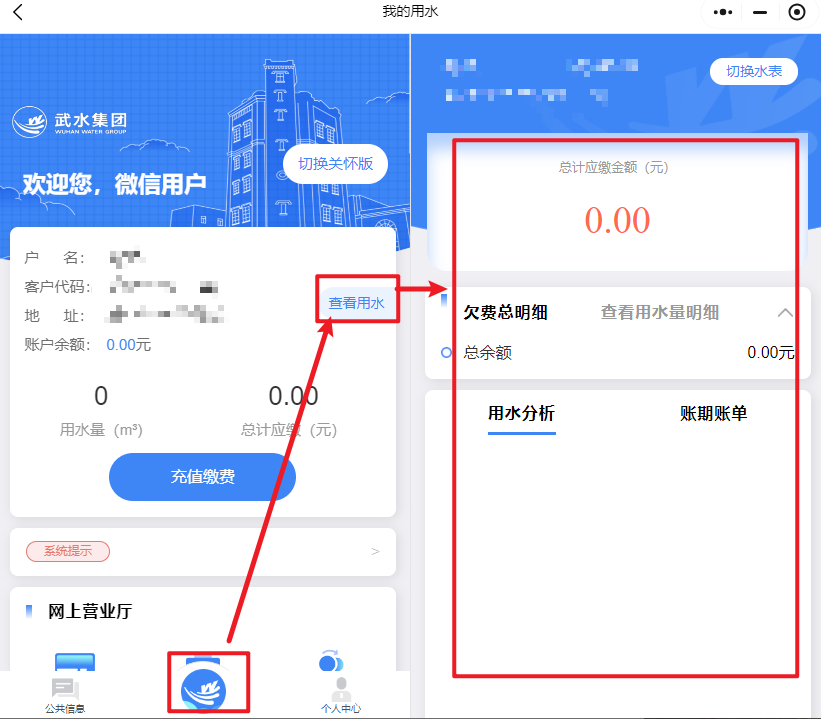 我的用水
武水集团
WUHAN WATER GROUP
切换关怀版
欢迎您，微信用户
户 名：
客户代码：
地 址：
账户余额： 0.00元
查看用水
0
0.00
用水量（m³）
总计应缴（元）
充值缴费
系统提示
>
网上营业厅
公共信息
个人中心
切换水表
总计应缴金额（元）
0.00
欠费总明细
查看用水量明细
总余额
0.00元
用水分析
账期账单